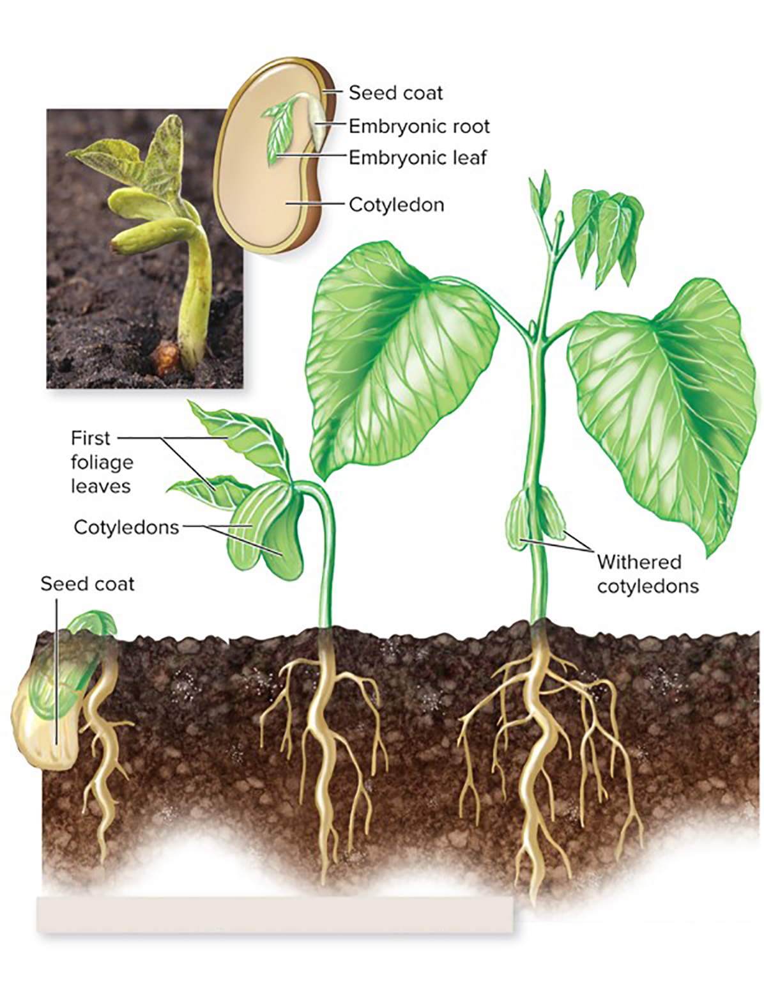 Seed coat
Embryonic root
Embryonic leaf
Cotyledon
First
foliage
leaves
Cotyledons
Seed coat
Withered
cotyledons